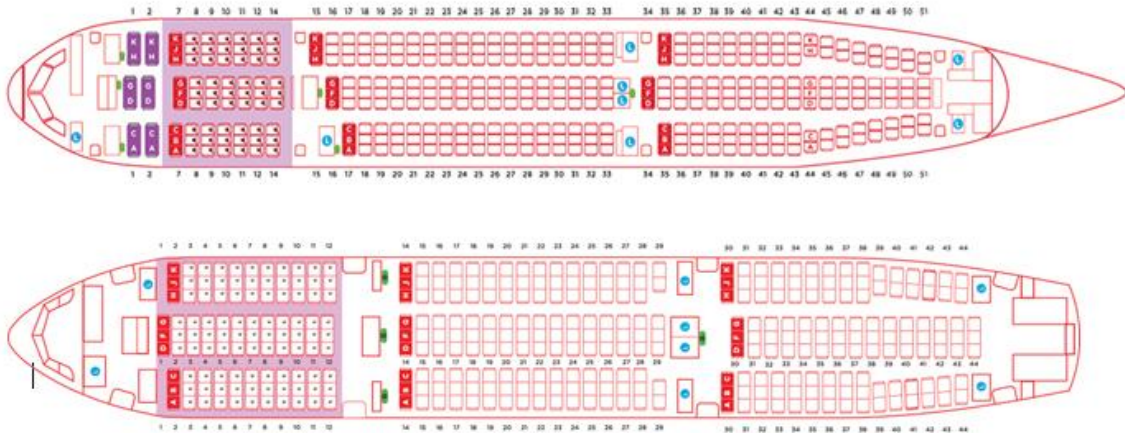 1 2 7 8 9 10 11 12 14 15 16 17 18 19 20 21 22 23 24 25 26 27 28 29 30 31 32 33 34 35 36 37 38 39 40 41 42 43 44 45 46 47 48 49 50 51
K K K K K K
J J J L L
H H H H H H
G G G G G G
F F F L F
D D D D D D
L
C C C C C C
L B B L B L
A A A A A A
1 2 7 8 9 10 11 12 14 15 16 17 18 19 20 21 22 23 24 25 26 27 28 29 30 31 32 33 34 35 36 37 38 39 40 41 42 43 44 45 46 47 48 49 50 51
1 2 3 4 5 6 7 8 9 10 11 12 14 15 16 17 18 19 20 21 22 23 24 25 26 27 28 29 30 31 32 33 34 35 36 37 38 39 40 41 42 43 44
K K K
J J J
H H H
G G G
F F F
D D D
1 2 3 4 5 6 7 8 9 10 11 12 14 15 16 17 18 19 20 21 22 23 24 25 26 27 28 29 30 31 32 33 34 35 36 37 38 39 40 41 42 43 44
C C C
B B B
A A A
1 2 3 4 5 6 7 8 9 10 11 12 14 15 16 17 18 19 20 21 22 23 24 25 26 27 28 29 30 31 32 33 34 35 36 37 38 39 40 41 42 43 44